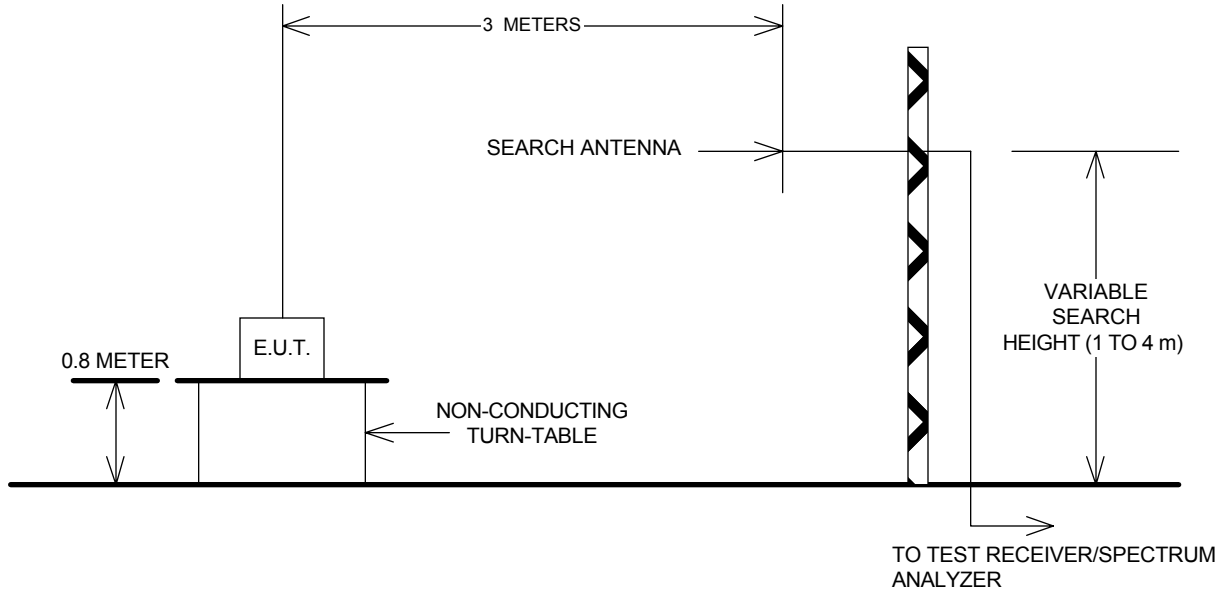 3 METERS
SEARCH ANTENNA
VARIABLE
SEARCH
HEIGHT (1 TO 4 m)
E.U.T.
0.8 METER
NON-CONDUCTING
TURN-TABLE
TO TEST RECEIVER/SPECTRUM
ANALYZER